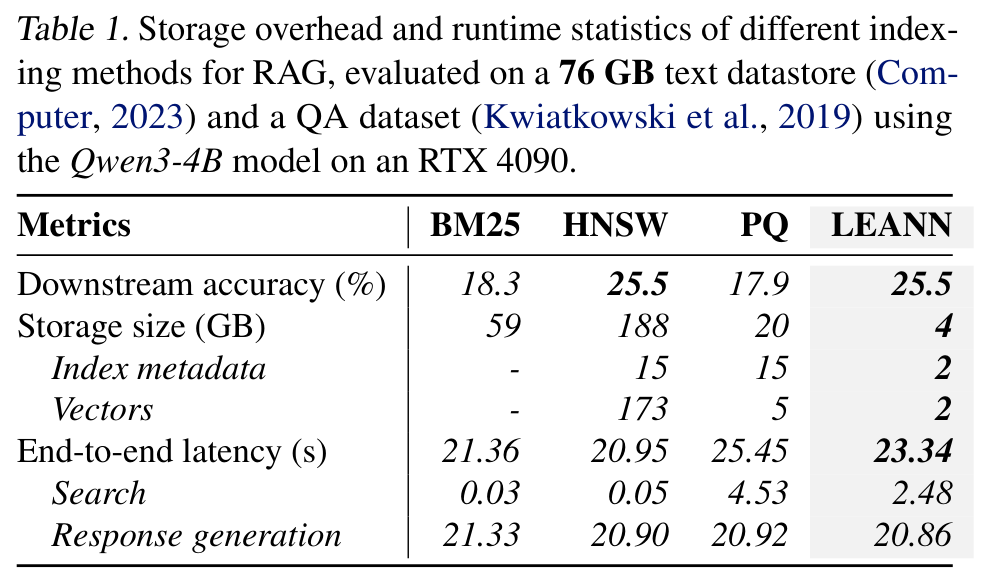 Table 1. Storage overhead and runtime statistics of different index-
ing methods for RAG, evaluated on a 76 GB text datastore (Com-
puter, 2023) and a QA dataset (Kwiatkowski et al., 2019) using
the Qwen3-4B model on an RTX 4090.
Metrics BM25 HNSW PQ LEANN
Downstream accuracy (%) 18.3 25.5 17.9 25.5
Storage size (GB) 59 188 20 4
Index metadata - 15 15 2
Vectors - 173 5 2
End-to-end latency (s) 21.36 20.95 25.45 23.34
Search 0.03 0.05 4.53 2.48
Response generation 21.33 20.90 20.92 20.86